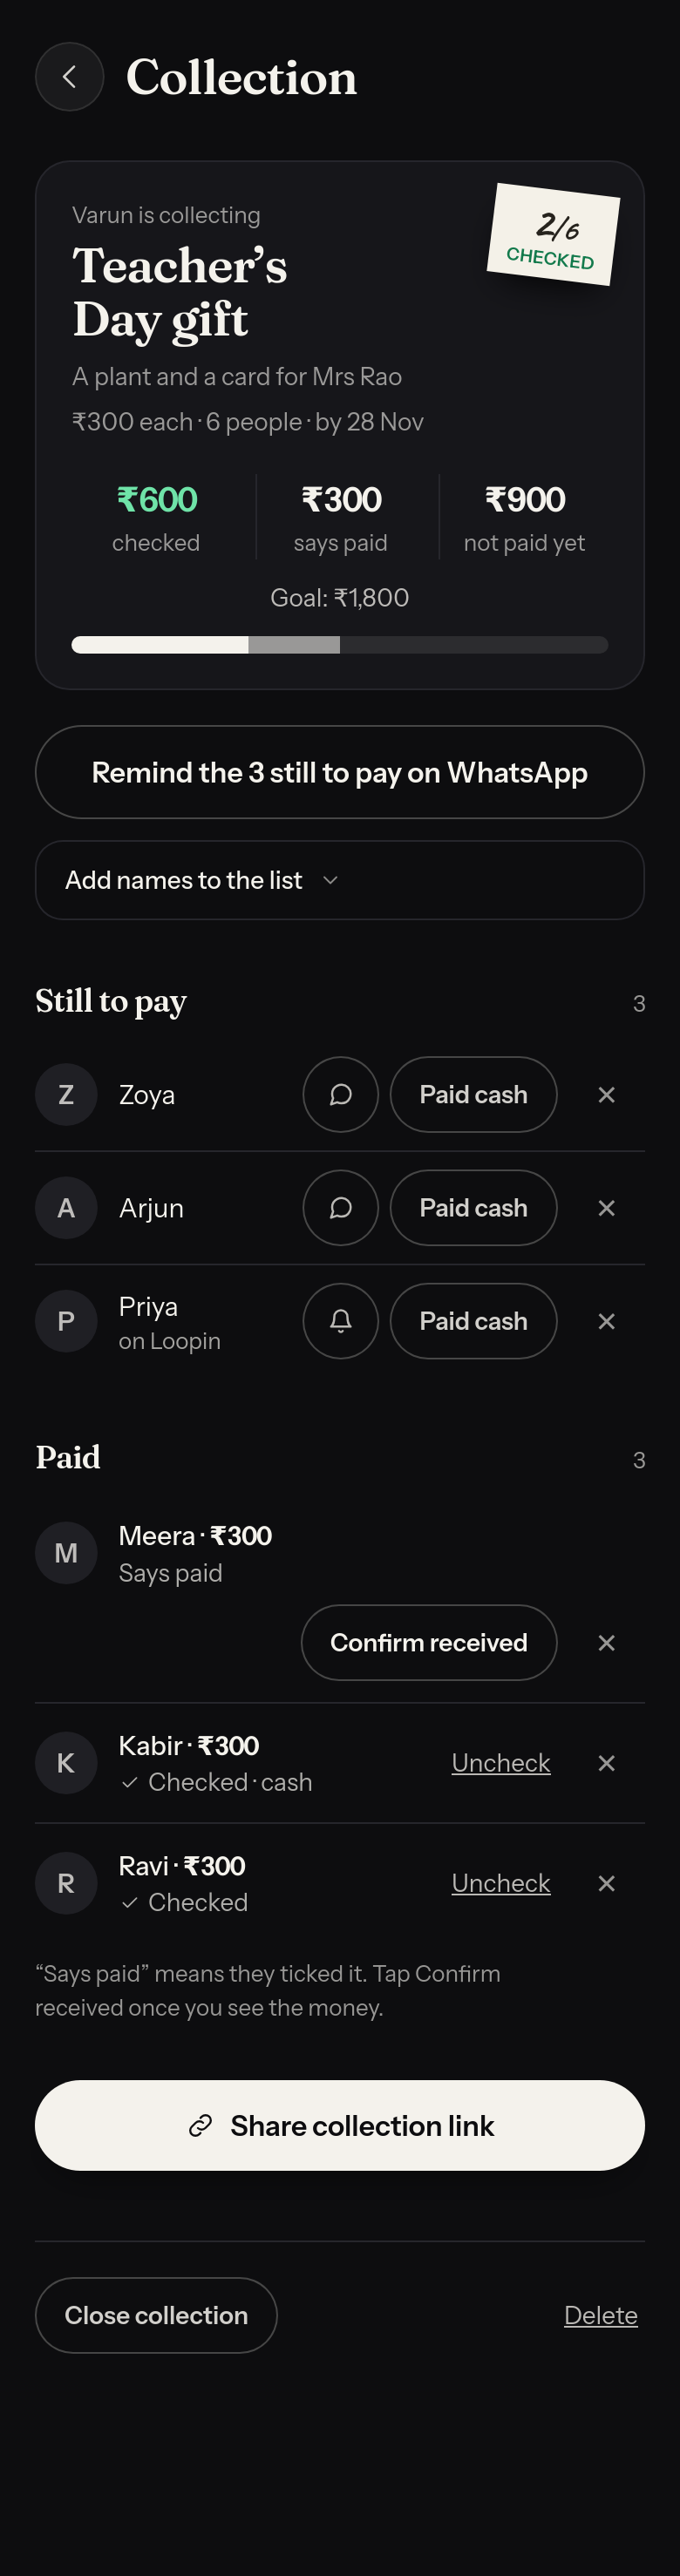 Collection
Varun is collecting
2/6
CHECKED
Teacher’s
Day gift
A plant and a card for Mrs Rao
₹300 each · 6 people · by 28 Nov
₹600
checked
₹300
says paid
₹900
not paid yet
Goal: ₹1,800
Remind the 3 still to pay on WhatsApp
Add names to the list
Still to pay 3
Z Zoya Paid cash
A Arjun Paid cash
P Priya Paid cash
on Loopin
Paid 3
M Meera · ₹300
Says paid
Confirm received
K Kabir · ₹300
Checked · cash
Uncheck
R Ravi · ₹300
Checked
Uncheck
“Says paid” means they ticked it. Tap Confirm
received once you see the money.
Share collection link
Close collection Delete